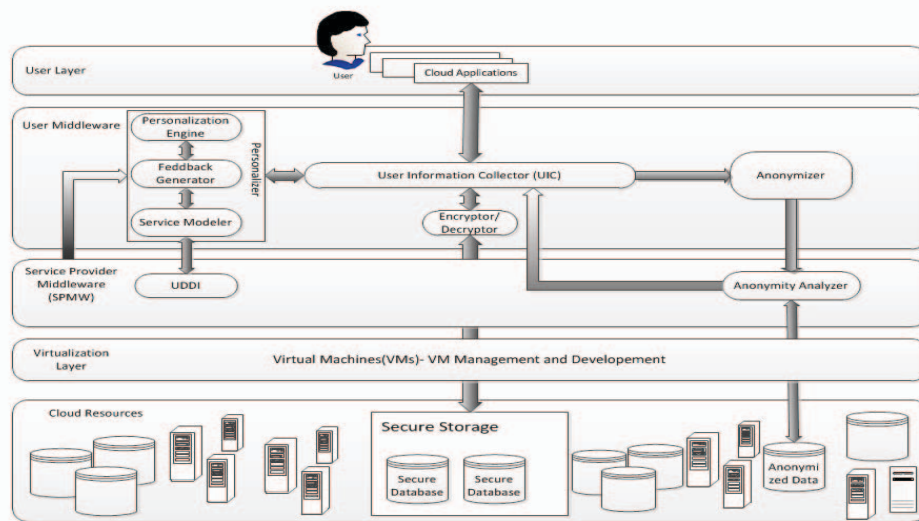 User Layer
User
Cloud Applications
User Middleware
Personalization
Engine
Feddback
Generator
Service Modeler
Personalizer
User Information Collector (UIC)
Encryptor/
Decryptor
Anonymizer
Service Provider
Middleware
(SPMW)
UDDI
Anonymity Analyzer
Virtualization
Layer
Virtual Machines(VMs)- VM Management and Developement
Cloud Resources
Secure Storage
Secure
Database
Secure
Database
Anonymi
zed Data